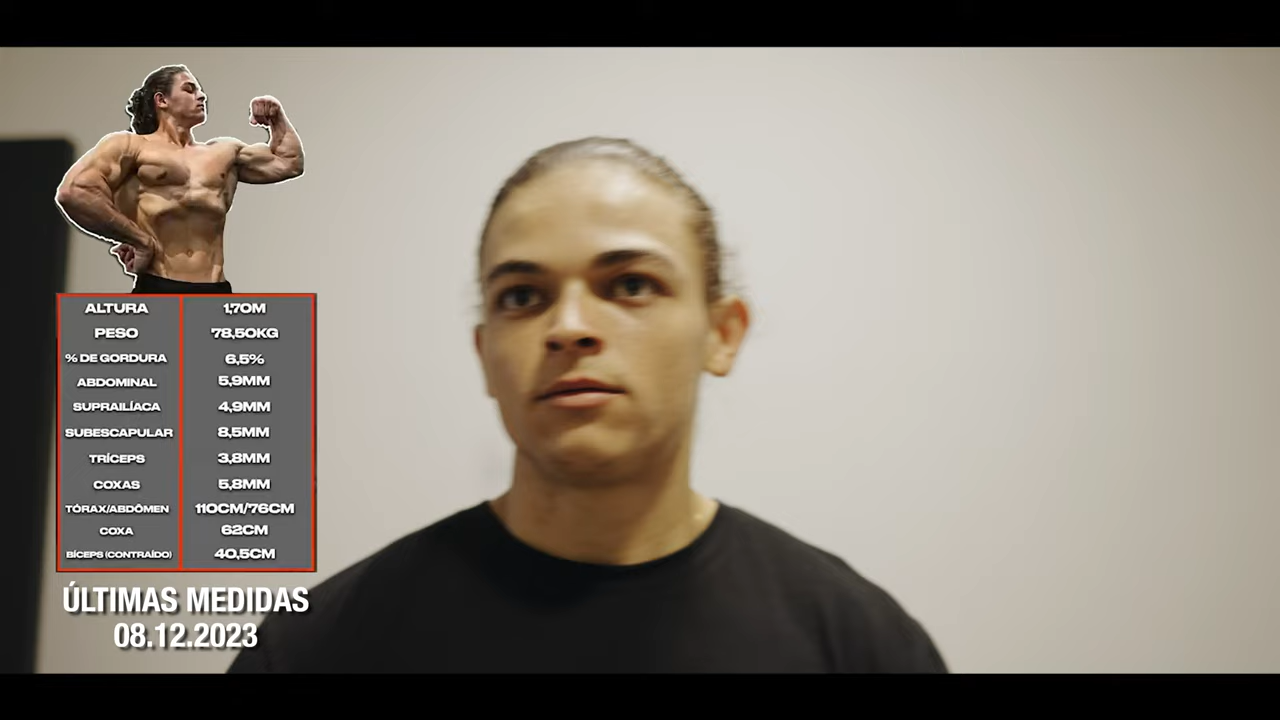 ALTURA 1,70M
PESO 78,50KG
% DE GORDURA 6,5%
ABDOMINAL 5,9MM
SUPRAILÍACA 4,9MM
SUBESCAPULAR 8,5MM
TRÍCEPS 3,8MM
COXAS 5,8MM
TÓRAX/ABDÔMEN 110CM/76CM
COXA 62CM
BÍCEPS (CONTRAÍDO) 40,5CM
ÚLTIMAS MEDIDAS
08.12.2023